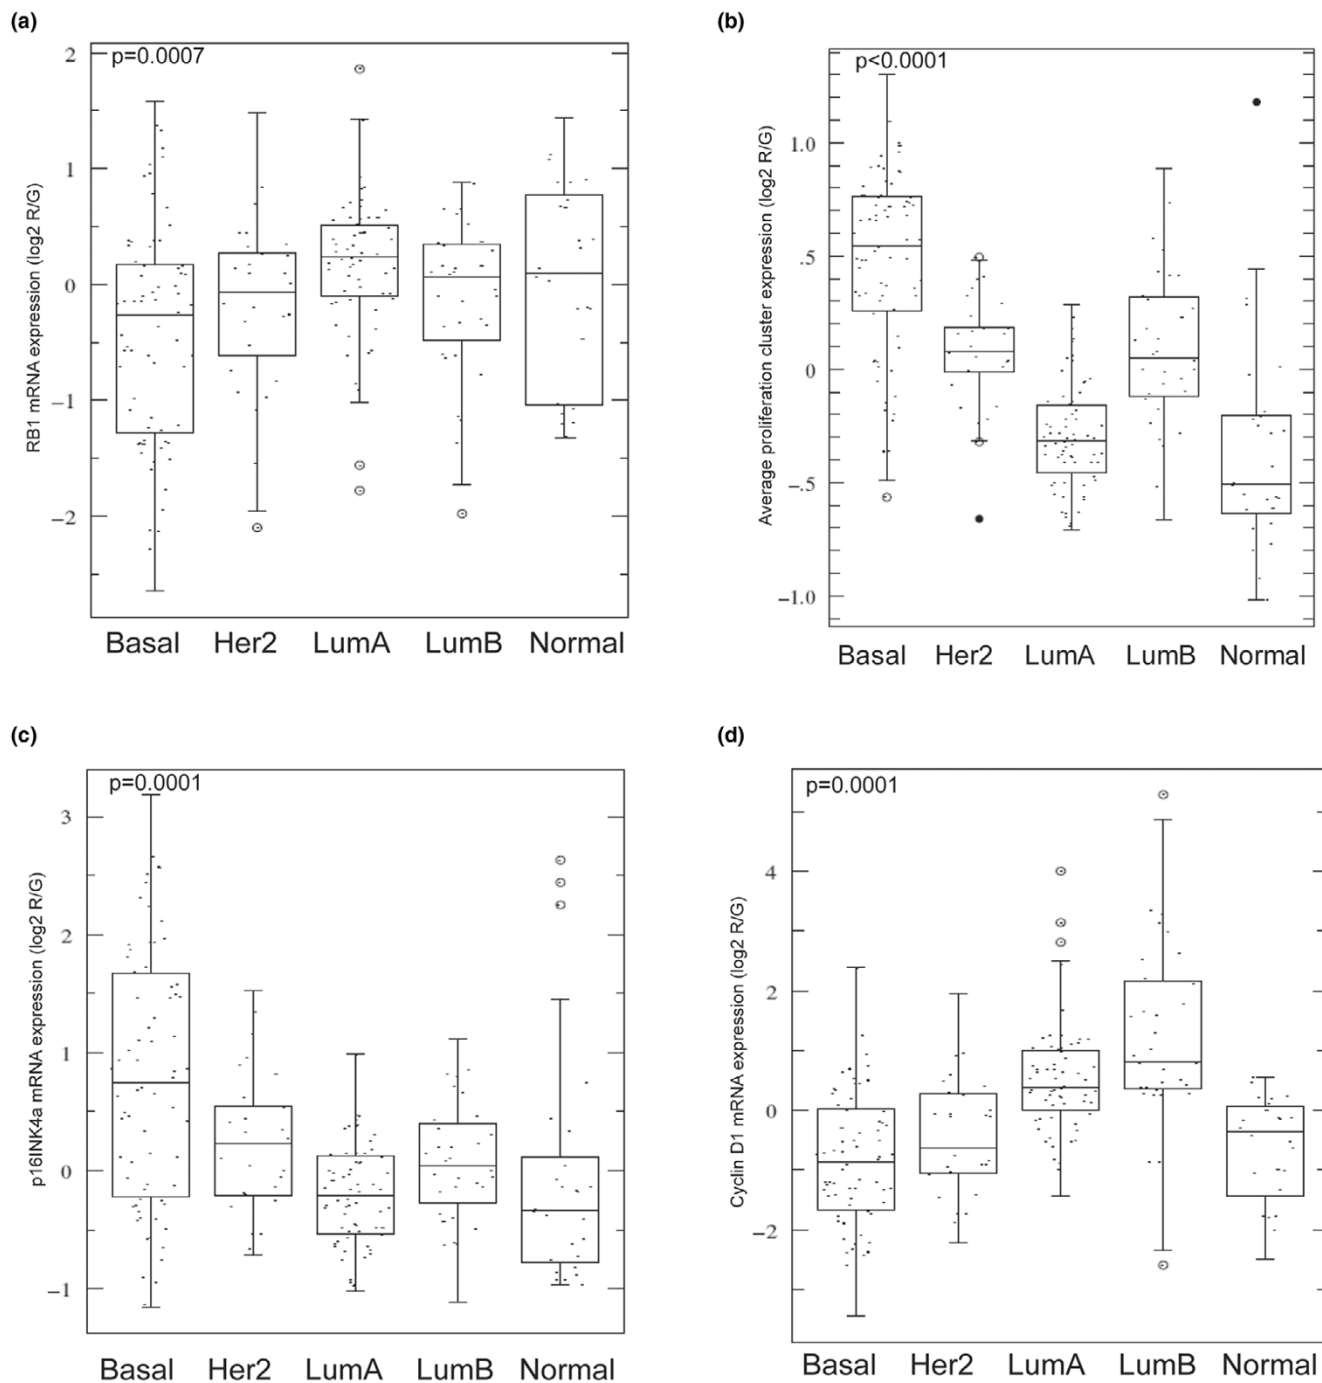 (a)
p=0.0007
RB1 mRNA expression (log2 R/G)
2
1
0
−1
−2
Basal Her2 LumA LumB Normal
(b)
p<0.0001
Average proliferation cluster expression (log2 R/G)
1.0
.5
0
−.5
−1.0
Basal Her2 LumA LumB Normal
(c)
p=0.0001
p16INK4a mRNA expression (log2 R/G)
3
2
1
0
−1
Basal Her2 LumA LumB Normal
(d)
p=0.0001
Cyclin D1 mRNA expression (log2 R/G)
4
2
0
−2
Basal Her2 LumA LumB Normal